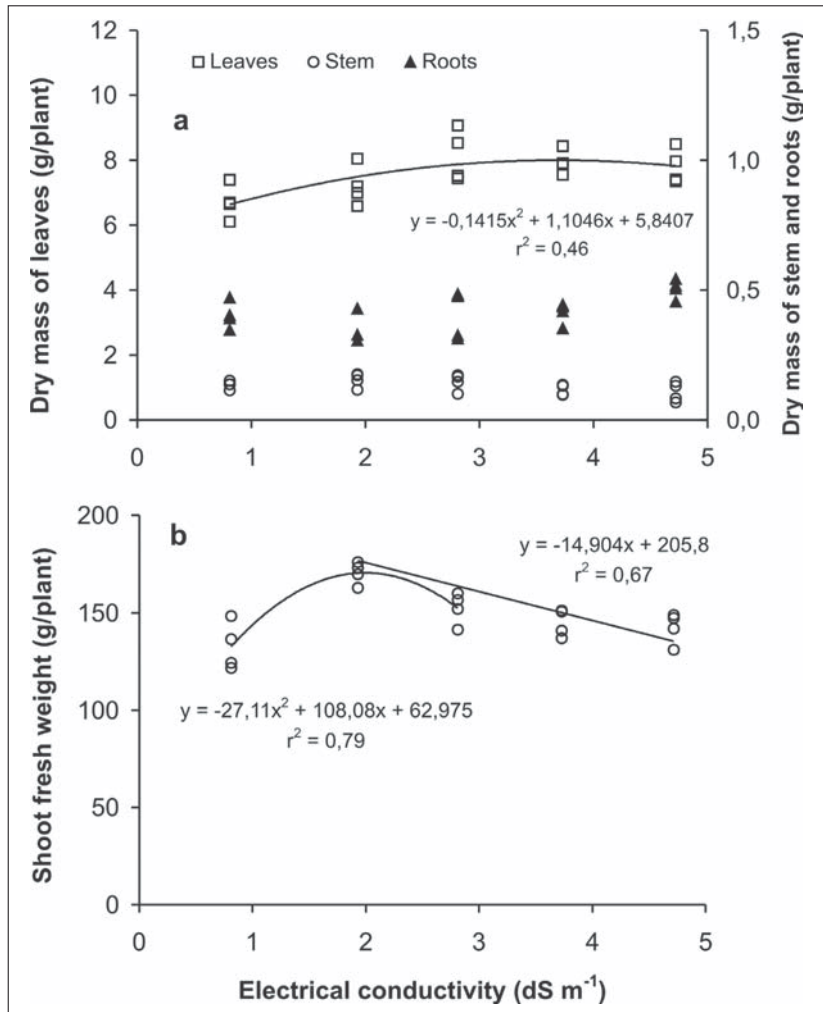 12
10
8
6
4
2
0
Dry mass of leaves (g/plant)
□ Leaves ○ Stem ▲ Roots
a
y = -0,1415x² + 1,1046x + 5,8407
r² = 0,46
1,5
1,0
0,5
0,0
Dry mass of stem and roots (g/plant)
0 1 2 3 4 5
200
150
100
50
0
Shoot fresh weight (g/plant)
b
y = -14,904x + 205,8
r² = 0,67
y = -27,11x² + 108,08x + 62,975
r² = 0,79
0 1 2 3 4 5
Electrical conductivity (dS m⁻¹)